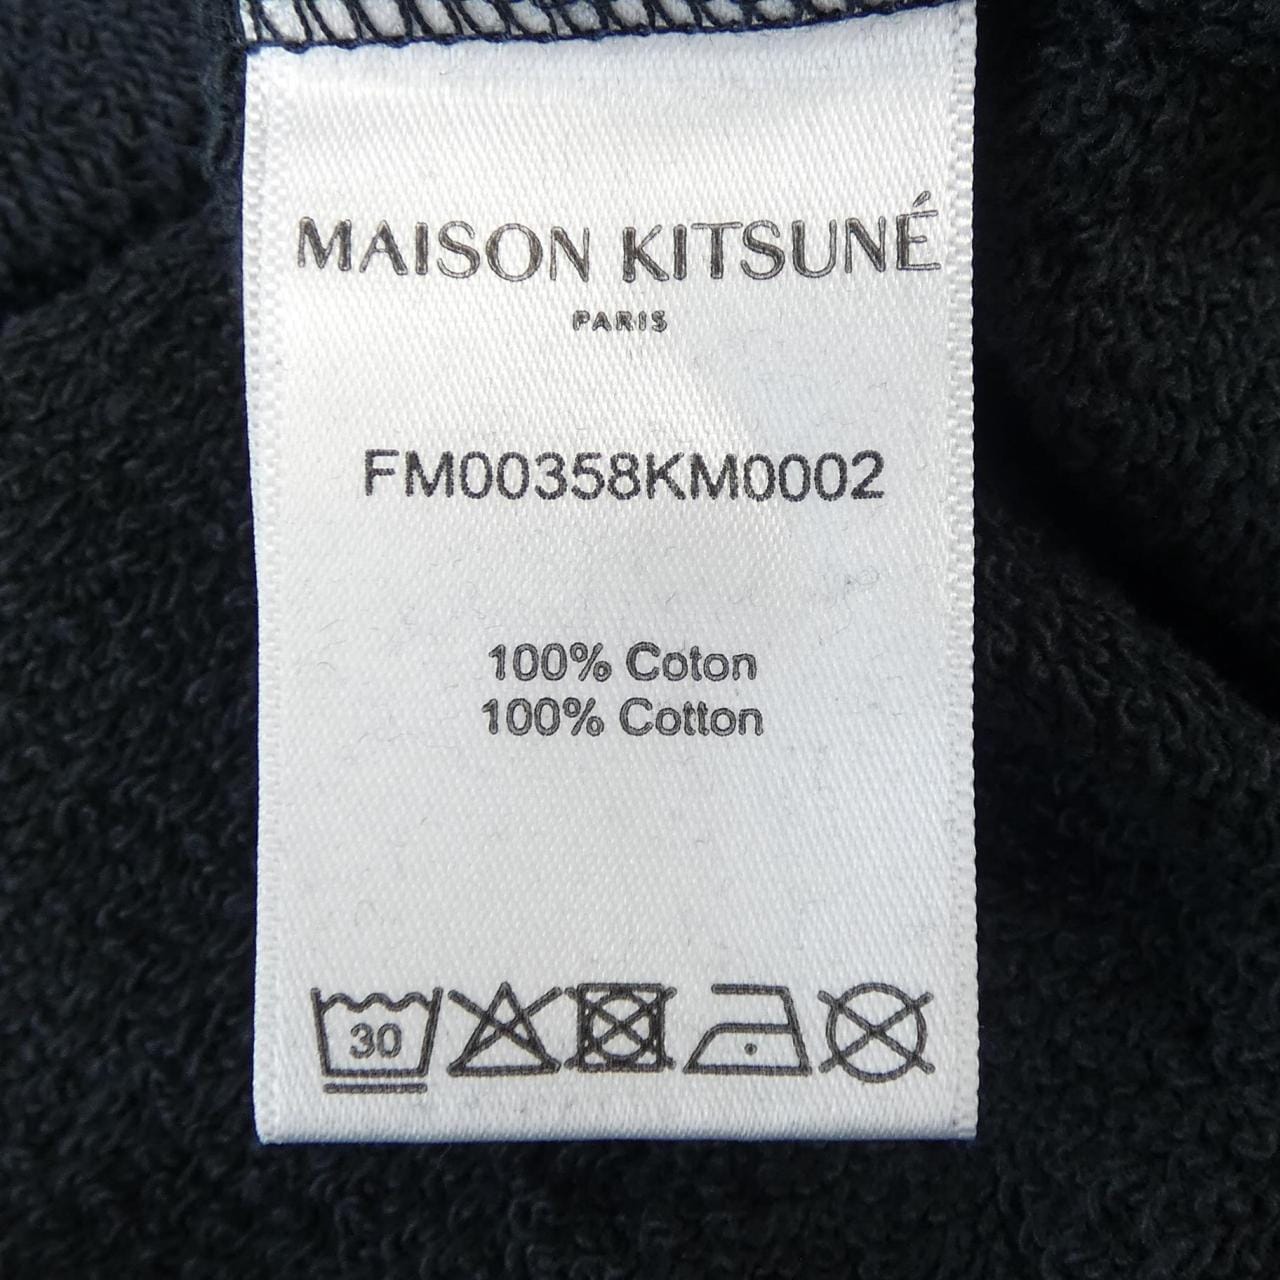 MAISON KITSUNÉ
PARIS
FM00358KM0002
100% Coton
100% Cotton
30